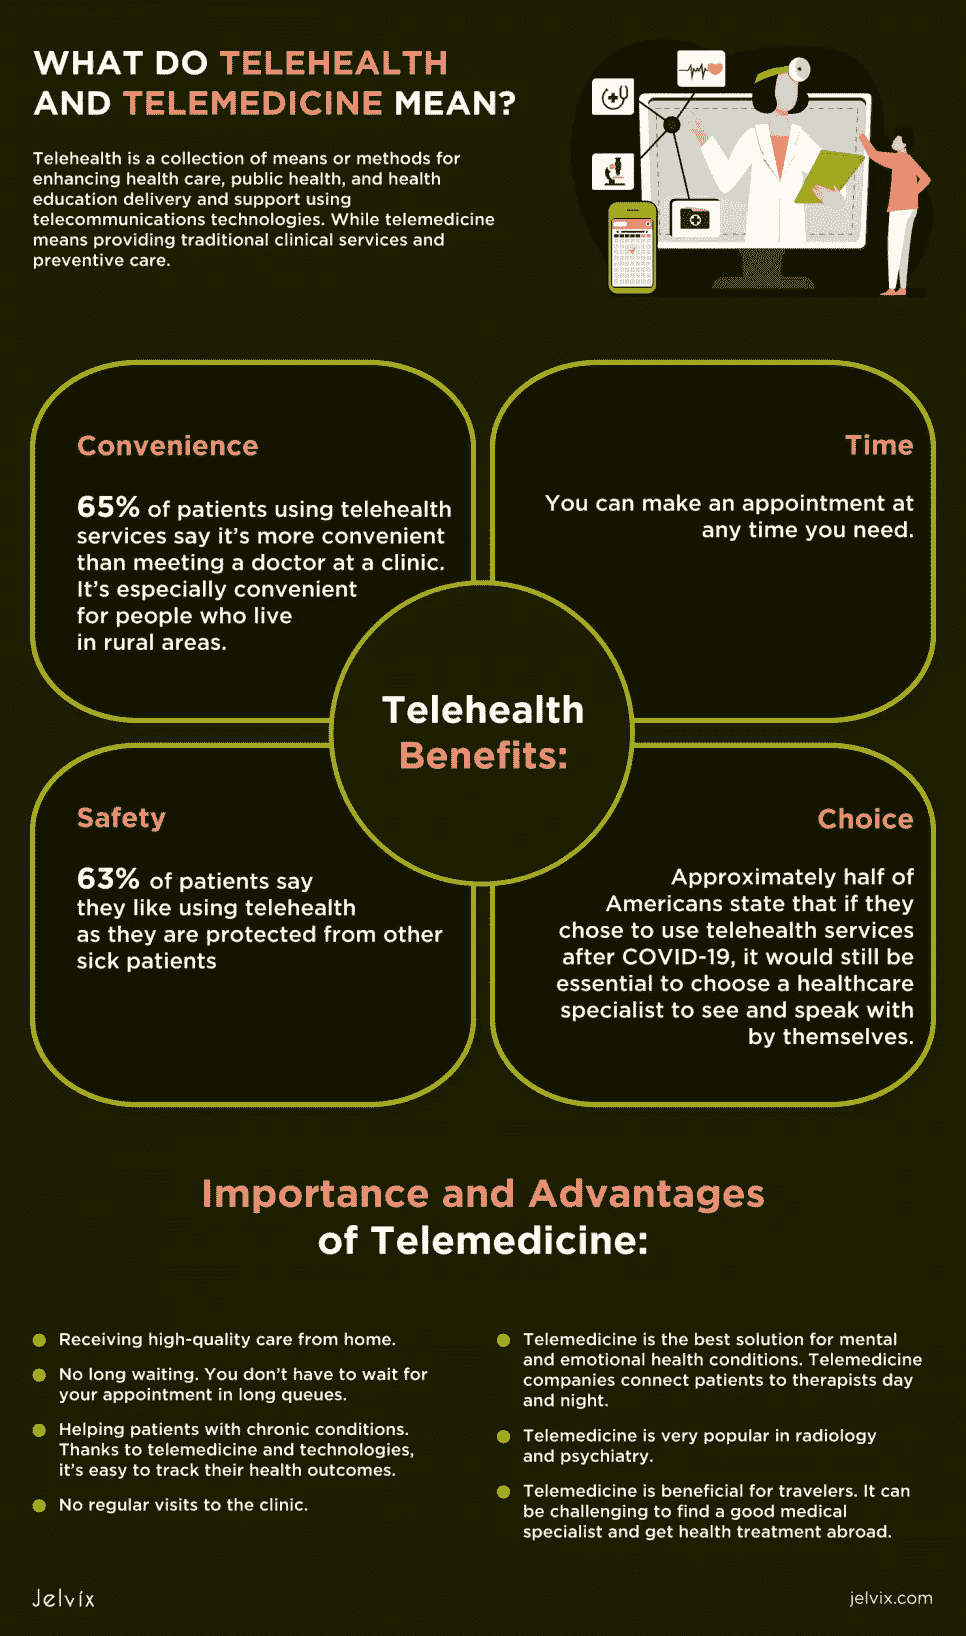 WHAT DO TELEHEALTH
AND TELEMEDICINE MEAN?
Telehealth is a collection of means or methods for
enhancing health care, public health, and health
education delivery and support using
telecommunications technologies. While telemedicine
means providing traditional clinical services and
preventive care.
Convenience
65% of patients using telehealth
services say it's more convenient
than meeting a doctor at a clinic.
It's especially convenient
for people who live
in rural areas.
Time
You can make an appointment at
any time you need.
Telehealth
Benefits:
Safety
63% of patients say
they like using telehealth
as they are protected from other
sick patients
Choice
Approximately half of
Americans state that if they
chose to use telehealth services
after COVID-19, it would still be
essential to choose a healthcare
specialist to see and speak with
by themselves.
Importance and Advantages
of Telemedicine:
Receiving high-quality care from home.
No long waiting. You don't have to wait for
your appointment in long queues.
Helping patients with chronic conditions.
Thanks to telemedicine and technologies,
it's easy to track their health outcomes.
No regular visits to the clinic.
Telemedicine is the best solution for mental
and emotional health conditions. Telemedicine
companies connect patients to therapists day
and night.
Telemedicine is very popular in radiology
and psychiatry.
Telemedicine is beneficial for travelers. It can
be challenging to find a good medical
specialist and get health treatment abroad.
Jelvix
jelvix.com